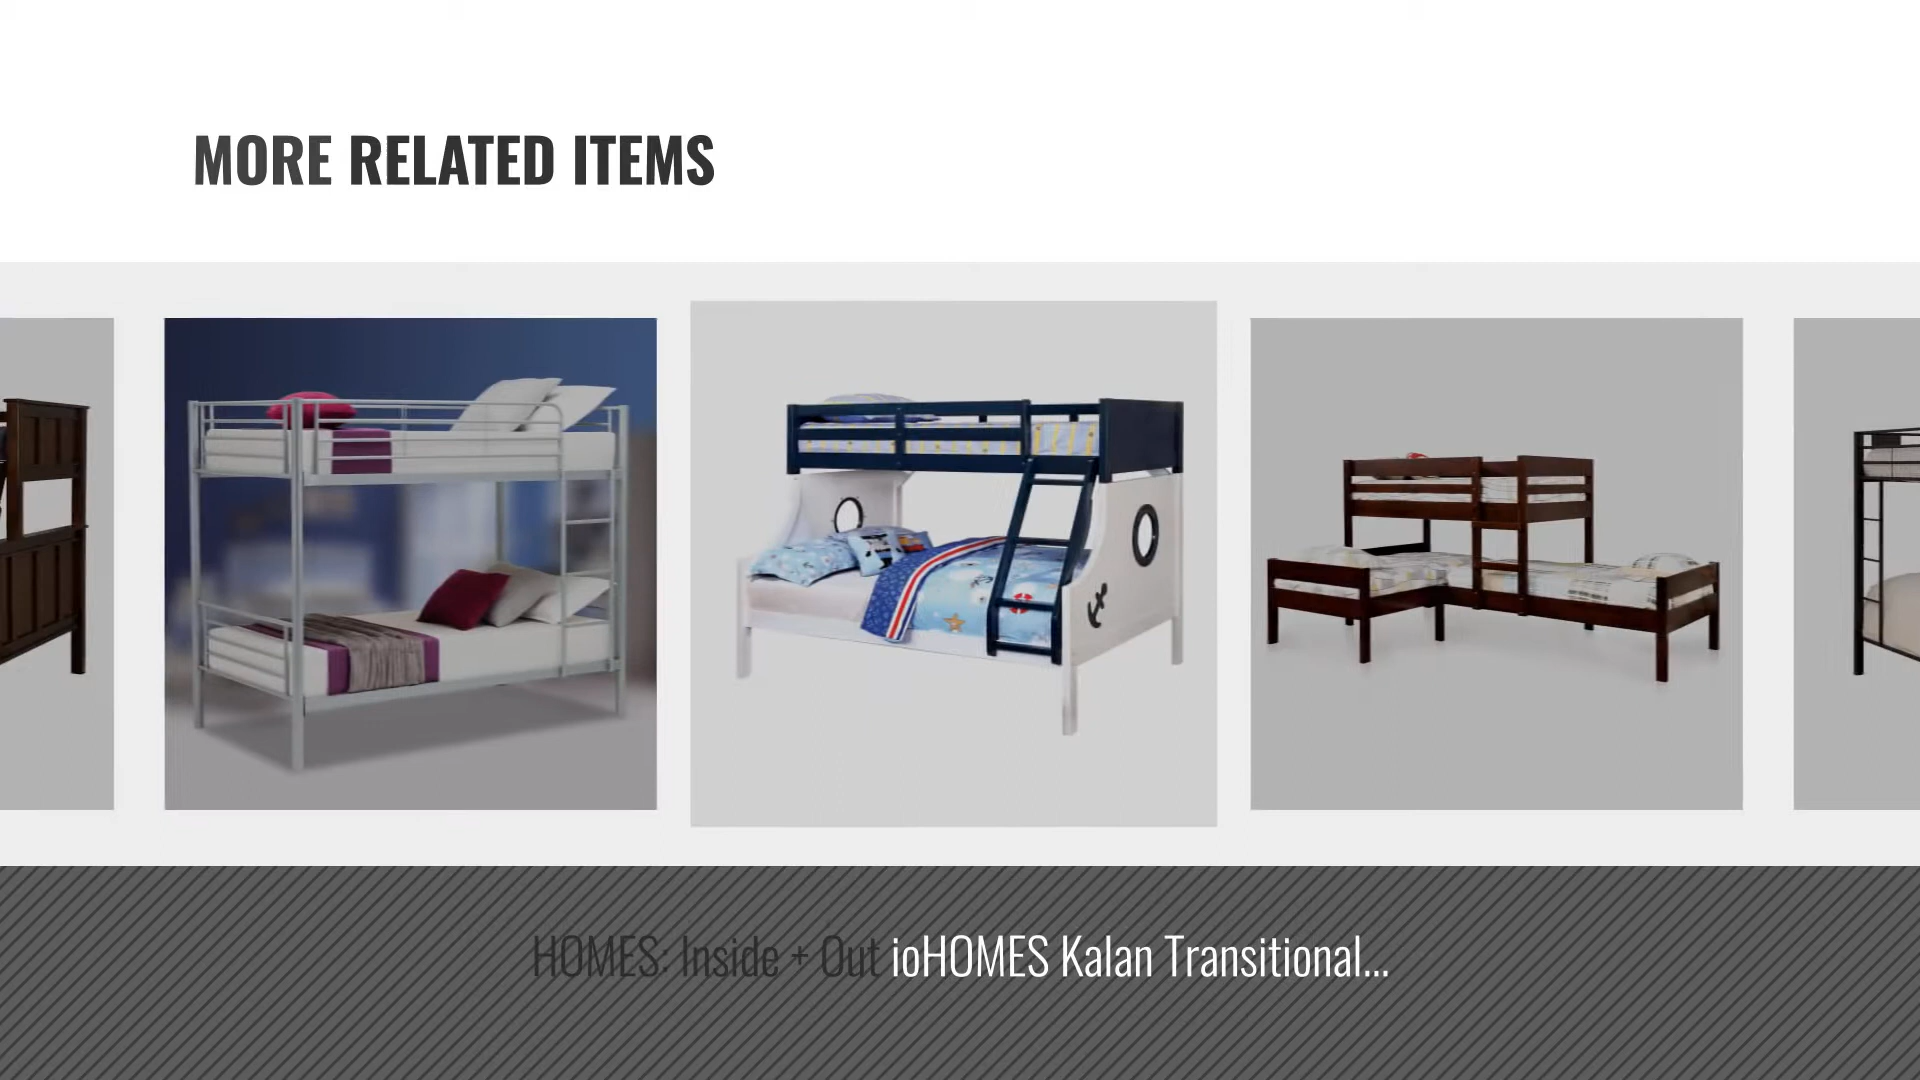 MORE RELATED ITEMS
HOMES: Inside + Out ioHOMES Kalan Transitional...